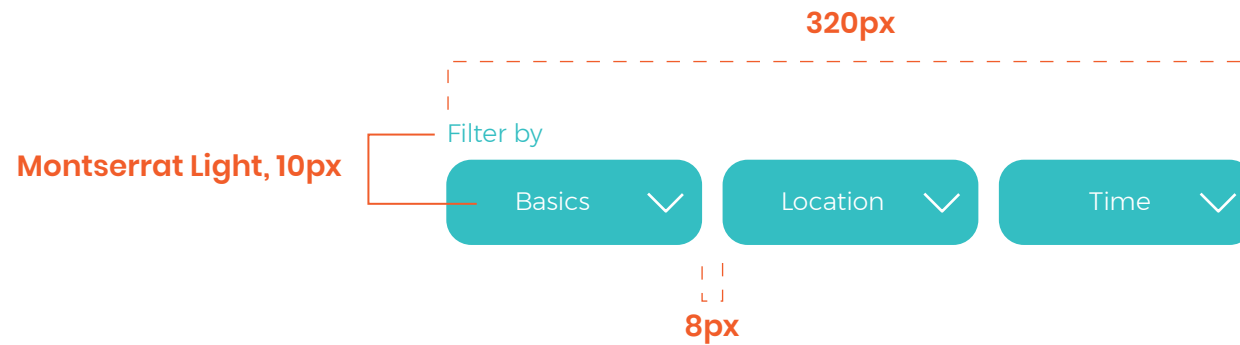 320px
Filter by
Montserrat Light, 10px
Basics
Location
Time
8px